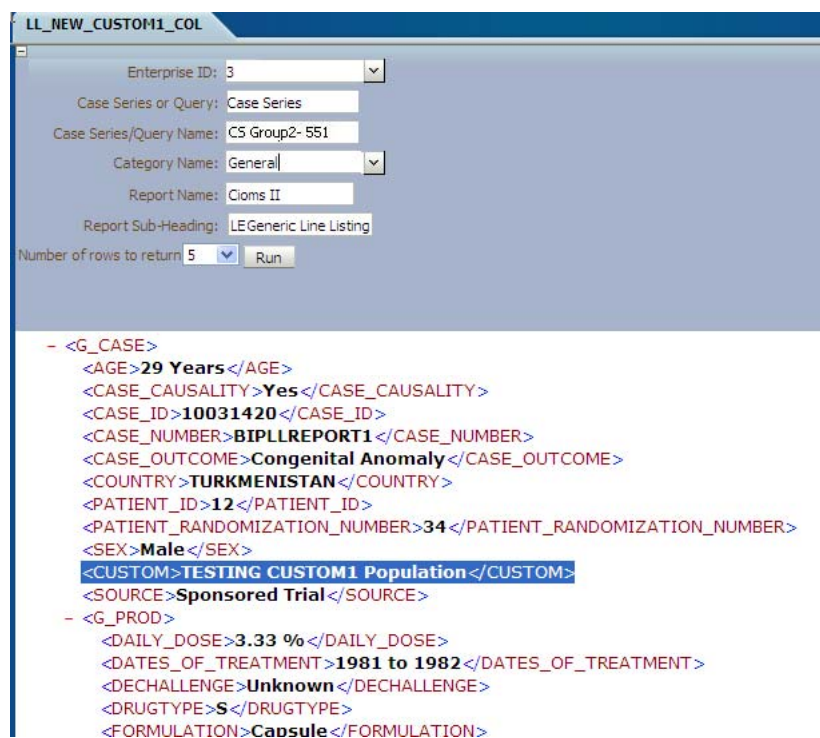 LL_NEW_CUSTOM1_COL
Enterprise ID: 3
Case Series or Query: Case Series
Case Series/Query Name: CS Group2- 551
Category Name: General
Report Name: Cioms II
Report Sub-Heading: LEGeneric Line Listing
Number of rows to return 5 Run
- <G_CASE>
<AGE>29 Years</AGE>
<CASE_CAUSALITY>Yes</CASE_CAUSALITY>
<CASE_ID>10031420</CASE_ID>
<CASE_NUMBER>BIPLLREPORT1</CASE_NUMBER>
<CASE_OUTCOME>Congenital Anomaly</CASE_OUTCOME>
<COUNTRY>TURKMENISTAN</COUNTRY>
<PATIENT_ID>12</PATIENT_ID>
<PATIENT_RANDOMIZATION_NUMBER>34</PATIENT_RANDOMIZATION_NUMBER>
<SEX>Male</SEX>
<CUSTOM>TESTING CUSTOM1 Population</CUSTOM>
<SOURCE>Sponsored Trial</SOURCE>
- <G_PROD>
<DAILY_DOSE>3.33 %</DAILY_DOSE>
<DATES_OF_TREATMENT>1981 to 1982</DATES_OF_TREATMENT>
<DECHALLENGE>Unknown</DECHALLENGE>
<DRUGTYPE>S</DRUGTYPE>
<FORMULATION>Capsule</FORMULATION>